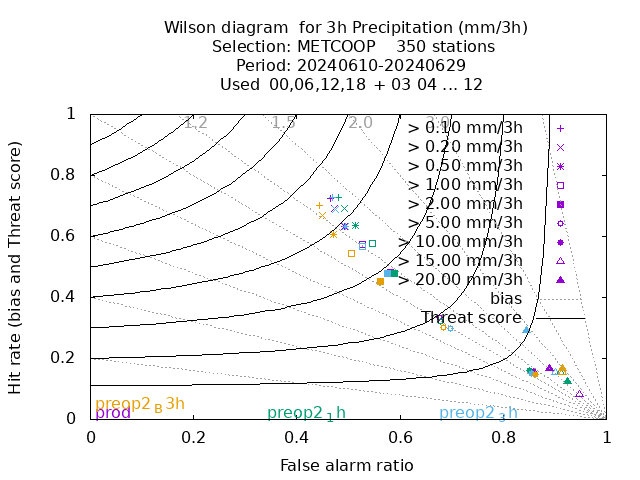 Wilson diagram for 3h Precipitation (mm/3h)
Selection: METCOOP 350 stations
Period: 20240610-20240629
Used 00,06,12,18 + 03 04 ... 12
Hit rate (bias and Threat score)
1
0.8
0.6
0.4
0.2
0
1.2 1.5 2.0 3.0
> 0.10 mm/3h
> 0.20 mm/3h
> 0.50 mm/3h
> 1.00 mm/3h
> 2.00 mm/3h
> 5.00 mm/3h
> 10.00 mm/3h
> 15.00 mm/3h
> 20.00 mm/3h
bias
Threat score
preop2_B3h
prod preop2_1h preop2_3h
0 0.2 0.4 0.6 0.8 1
False alarm ratio